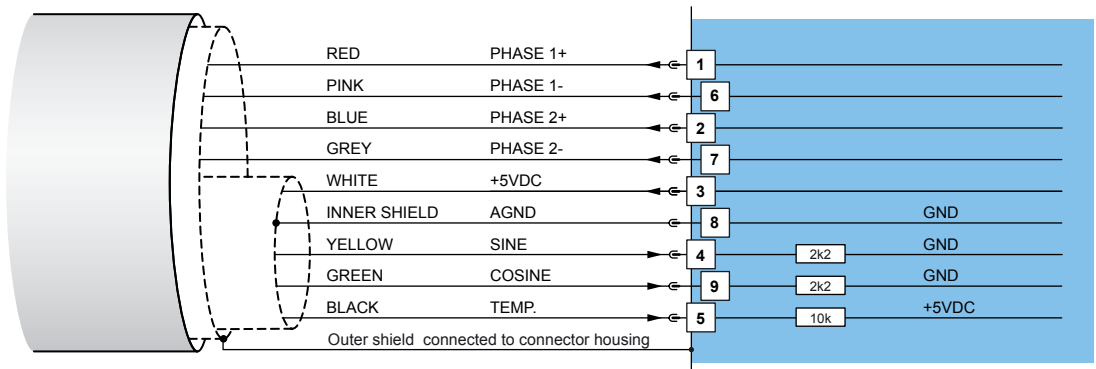 RED PHASE 1+ 1
PINK PHASE 1- 6
BLUE PHASE 2+ 2
GREY PHASE 2- 7
WHITE +5VDC 3
INNER SHIELD AGND 8 GND
YELLOW SINE 4 2k2 GND
GREEN COSINE 9 2k2 GND
BLACK TEMP. 5 10k +5VDC
Outer shield connected to connector housing